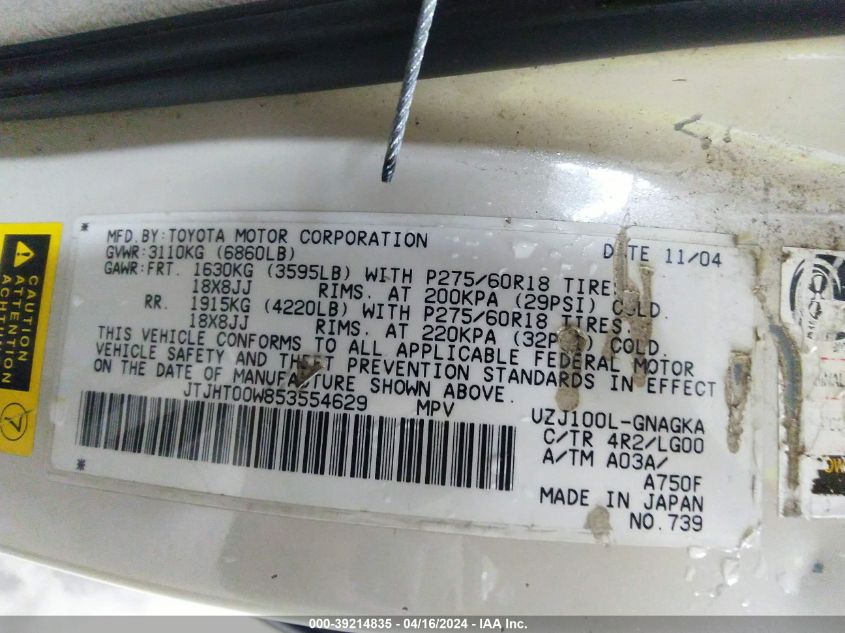 MFD.BY:TOYOTA MOTOR CORPORATION DATE 11/04
GVWR:3110KG (6860LB)
GAWR:FRT. 1630KG (3595LB) WITH P275/60R18 TIRES.
18X8JJ RIMS. AT 200KPA (29PSI) COLD.
RR. 1915KG (4220LB) WITH P275/60R18 TIRES.
18X8JJ RIMS. AT 220KPA (32PSI) COLD.
THIS VEHICLE CONFORMS TO ALL APPLICABLE FEDERAL MOTOR
VEHICLE SAFETY AND THEFT PREVENTION STANDARDS IN EFFECT
ON THE DATE OF MANUFACTURE SHOWN ABOVE.
JTJHT00W853554629 MPV
UZJ100L-GNAGKA
C/TR 4R2/LG00
A/TM A03A/
A750F
MADE IN JAPAN
NO.739
CAUTION
ATTENTION
ACHTUNG
000-39214835 - 04/16/2024 - IAA Inc.